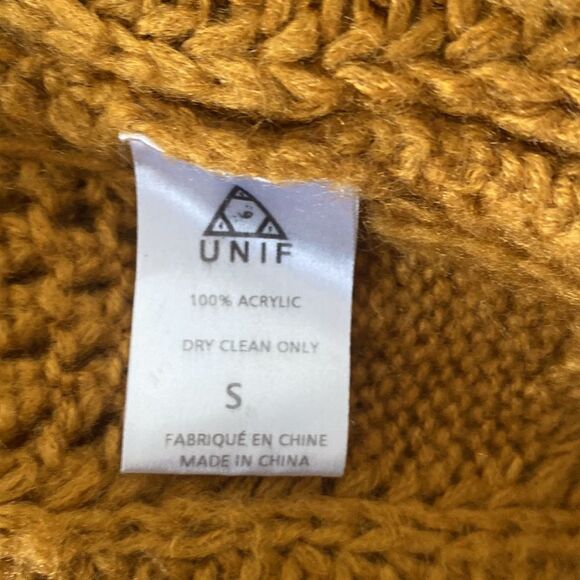 UNIF
100% ACRYLIC
DRY CLEAN ONLY
S
FABRIQUÉ EN CHINE
MADE IN CHINA